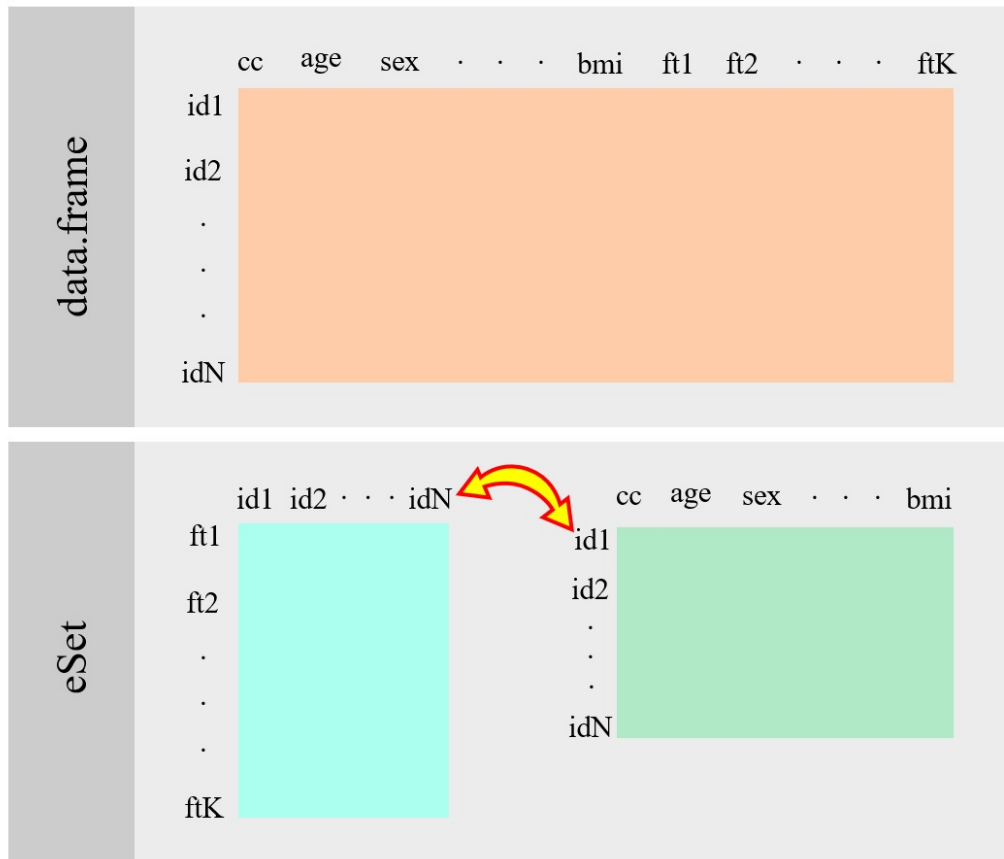 data.frame
cc age sex . . . bmi ft1 ft2 . . . ftK
id1
id2
.
.
.
idN
eSet
id1 id2 . . . idN
ft1
ft2
.
.
.
ftK
cc age sex . . . bmi
id1
id2
.
.
.
idN